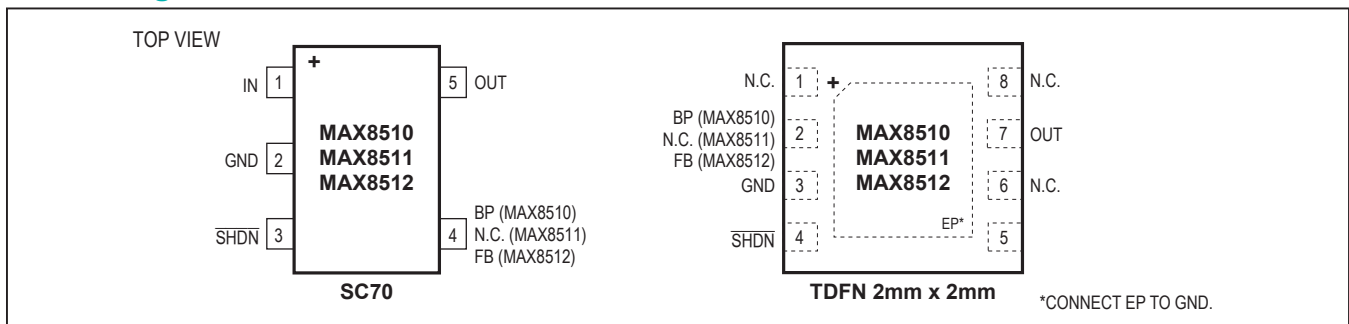 TOP VIEW
+
IN 1
5 OUT
GND 2
MAX8510
MAX8511
MAX8512
SHDN 3
4
BP (MAX8510)
N.C. (MAX8511)
FB (MAX8512)
SC70
N.C. 1
+
8 N.C.
BP (MAX8510)
N.C. (MAX8511)
FB (MAX8512)
2
MAX8510
MAX8511
MAX8512
7 OUT
GND 3
6 N.C.
SHDN 4
EP*
5
TDFN 2mm x 2mm
*CONNECT EP TO GND.